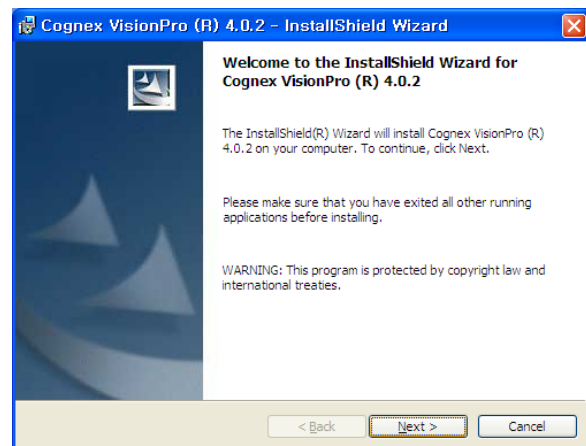 Cognex VisionPro (R) 4.0.2 - InstallShield Wizard
Welcome to the InstallShield Wizard for
Cognex VisionPro (R) 4.0.2
The InstallShield(R) Wizard will install Cognex VisionPro (R)
4.0.2 on your computer. To continue, click Next.
Please make sure that you have exited all other running
applications before installing.
WARNING: This program is protected by copyright law and
international treaties.
< Back
Next >
Cancel